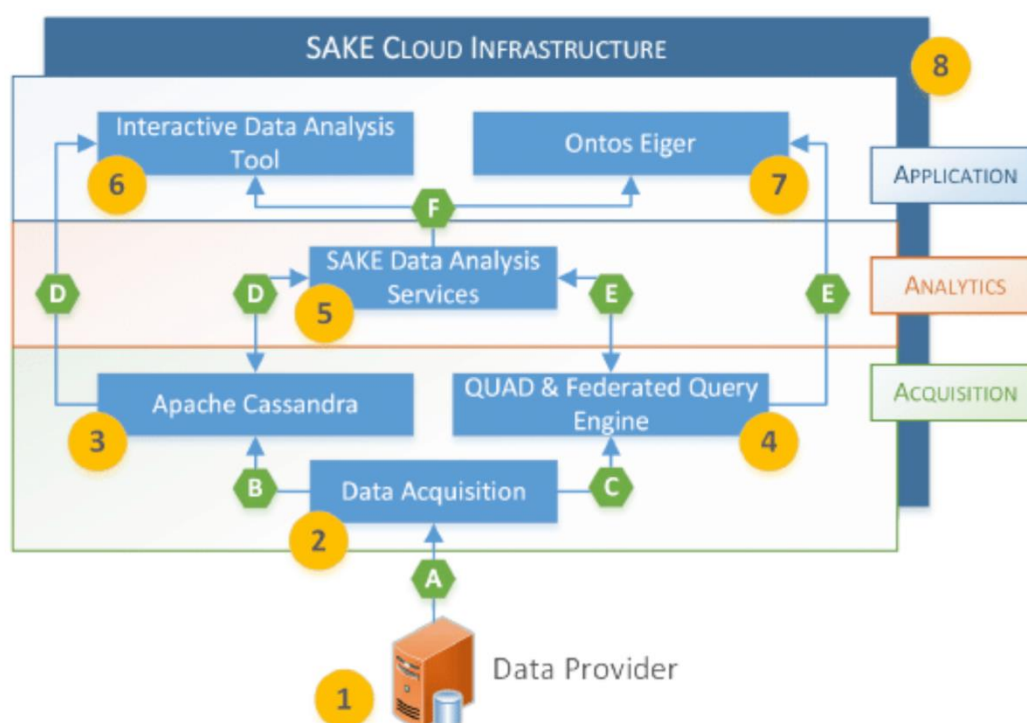 SAKE CLOUD INFRASTRUCTURE
8
Interactive Data Analysis
Tool
6
Ontos Eiger
7
APPLICATION
F
D
D
SAKE Data Analysis
Services
5
E
E
ANALYTICS
Apache Cassandra
3
QUAD & Federated Query
Engine
4
ACQUISITION
B
Data Acquisition
2
C
A
1
Data Provider